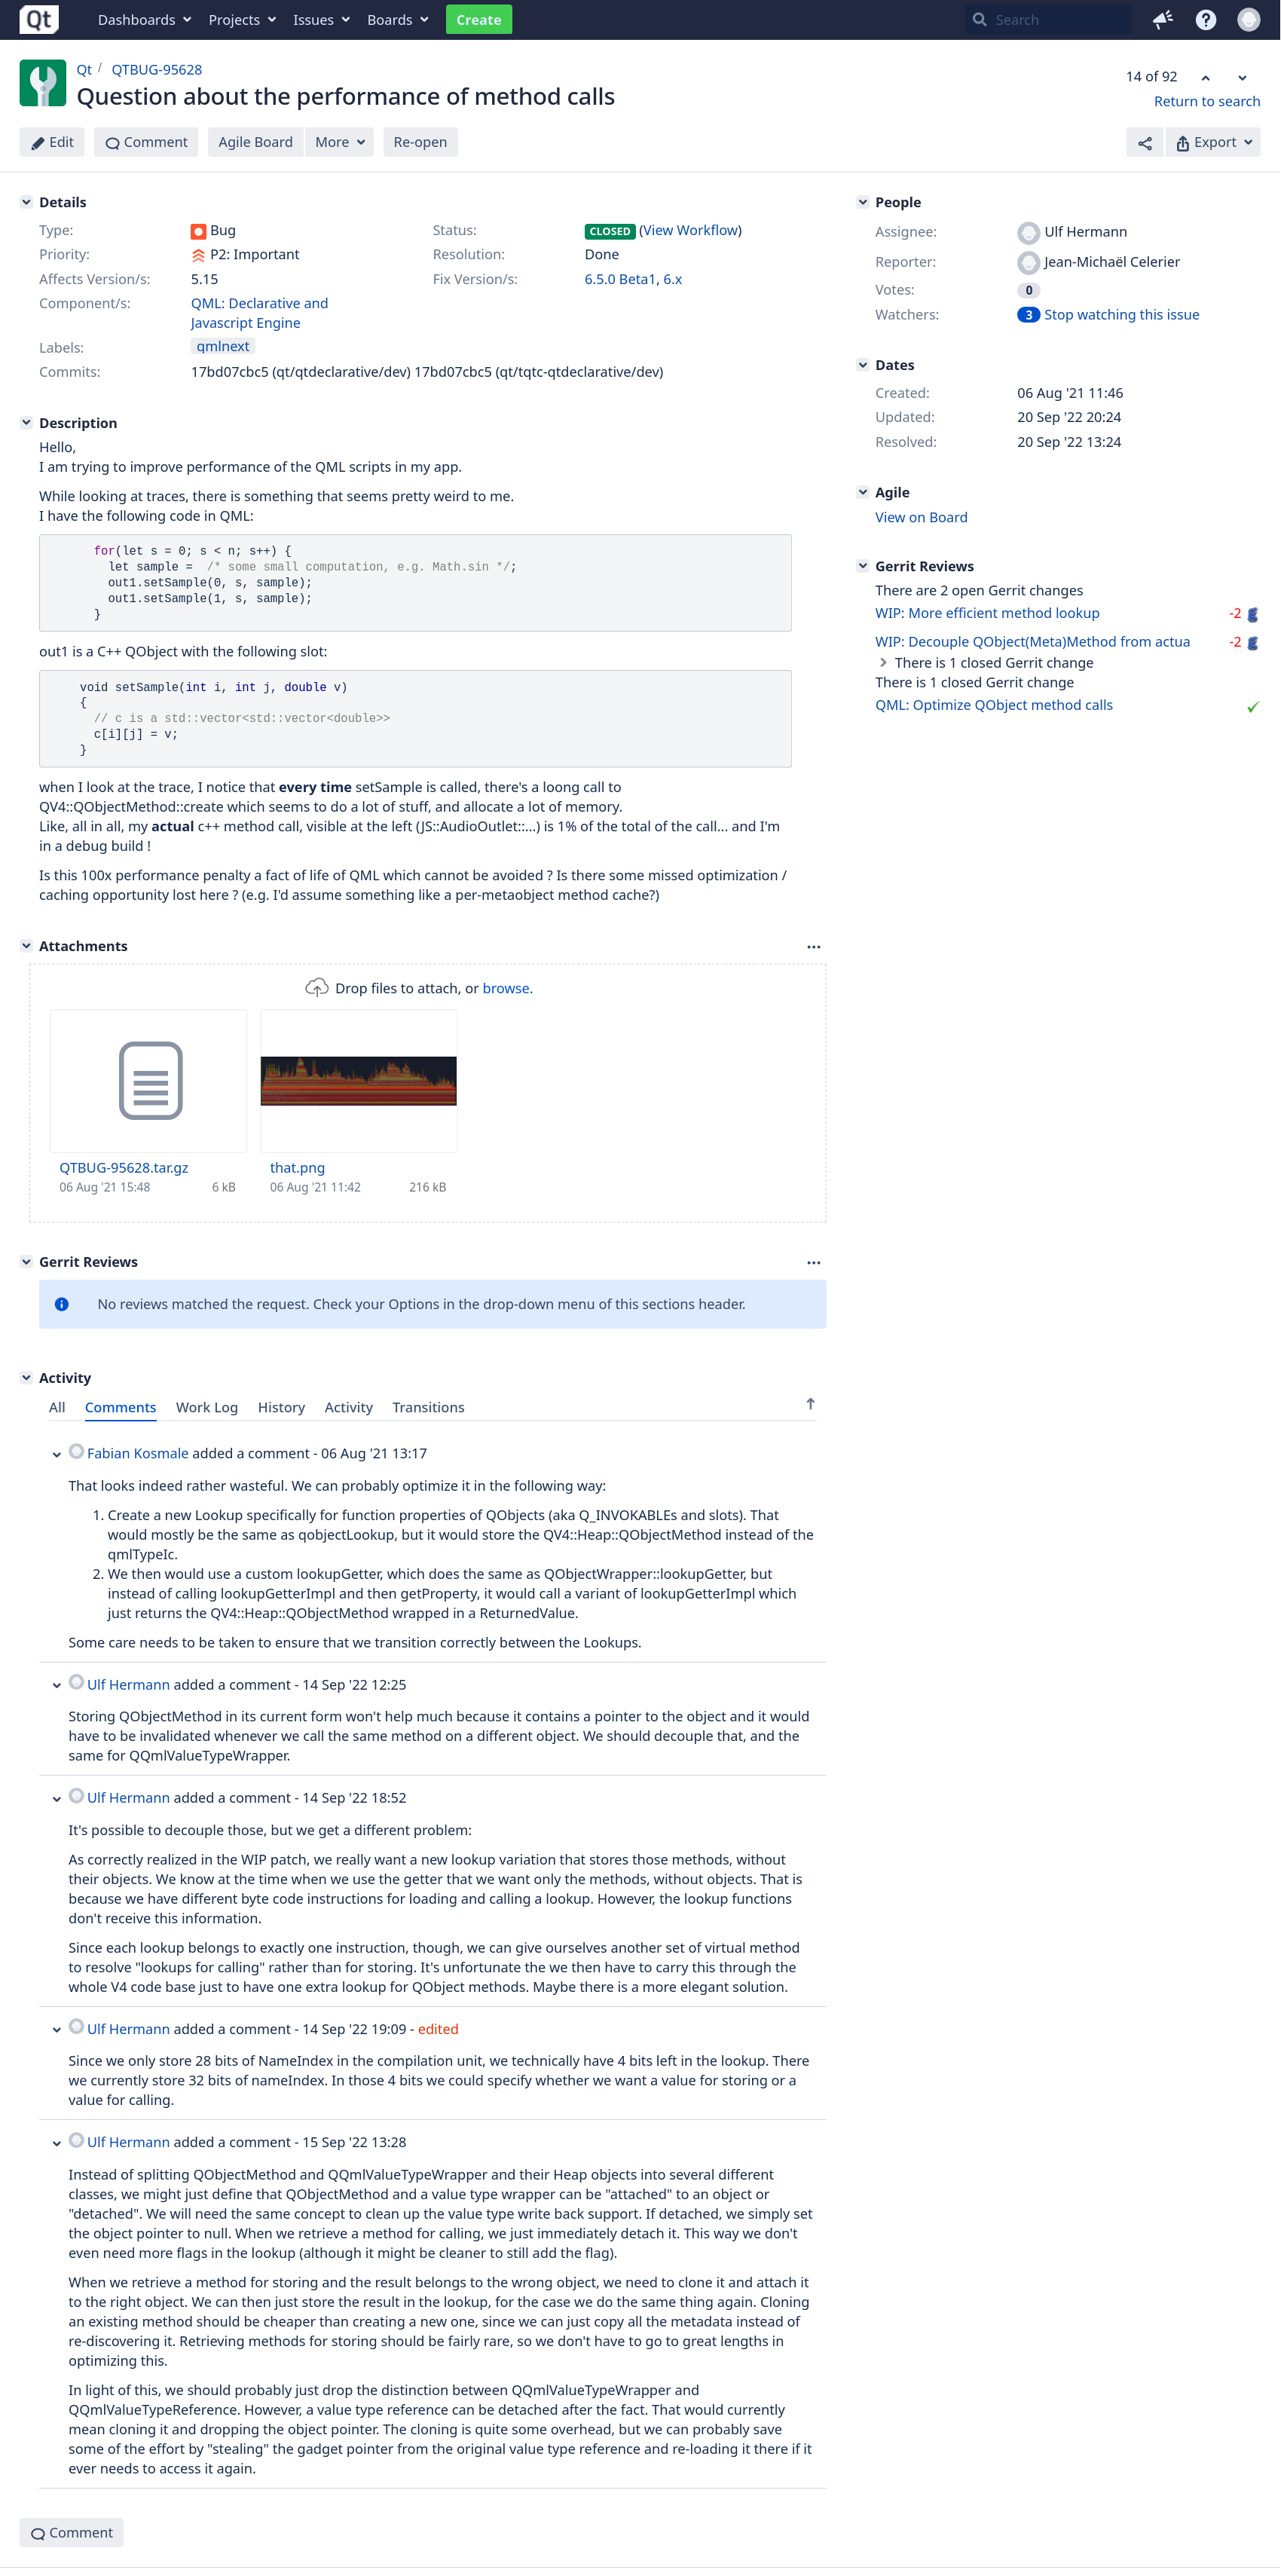 Qt Dashboards Projects Issues Boards Create Search
Qt / QTBUG-95628
Question about the performance of method calls
14 of 92
Return to search
Edit Comment Agile Board More Re-open Export
Details
Type: Bug Status: CLOSED (View Workflow)
Priority: P2: Important Resolution: Done
Affects Version/s: 5.15 Fix Version/s: 6.5.0 Beta1, 6.x
Component/s: QML: Declarative and
Javascript Engine
Labels: qmlnext
Commits: 17bd07cbc5 (qt/qtdeclarative/dev) 17bd07cbc5 (qt/tqtc-qtdeclarative/dev)
Description
Hello,
I am trying to improve performance of the QML scripts in my app.
While looking at traces, there is something that seems pretty weird to me.
I have the following code in QML:
for(let s = 0; s < n; s++) {
let sample =  /* some small computation, e.g. Math.sin */;
out1.setSample(0, s, sample);
out1.setSample(1, s, sample);
}
out1 is a C++ QObject with the following slot:
void setSample(int i, int j, double v)
{
// c is a std::vector<std::vector<double>>
c[i][j] = v;
}
when I look at the trace, I notice that every time setSample is called, there's a loong call to
QV4::QObjectMethod::create which seems to do a lot of stuff, and allocate a lot of memory.
Like, all in all, my actual c++ method call, visible at the left (JS::AudioOutlet::...) is 1% of the total of the call... and I'm
in a debug build !
Is this 100x performance penalty a fact of life of QML which cannot be avoided ? Is there some missed optimization /
caching opportunity lost here ? (e.g. I'd assume something like a per-metaobject method cache?)
Attachments
Drop files to attach, or browse.
QTBUG-95628.tar.gz
06 Aug '21 15:48 6 kB
that.png
06 Aug '21 11:42 216 kB
Gerrit Reviews
No reviews matched the request. Check your Options in the drop-down menu of this sections header.
Activity
All Comments Work Log History Activity Transitions
Fabian Kosmale added a comment - 06 Aug '21 13:17
That looks indeed rather wasteful. We can probably optimize it in the following way:
1. Create a new Lookup specifically for function properties of QObjects (aka Q_INVOKABLEs and slots). That
would mostly be the same as qobjectLookup, but it would store the QV4::Heap::QObjectMethod instead of the
qmlTypeIc.
2. We then would use a custom lookupGetter, which does the same as QObjectWrapper::lookupGetter, but
instead of calling lookupGetterImpl and then getProperty, it would call a variant of lookupGetterImpl which
just returns the QV4::Heap::QObjectMethod wrapped in a ReturnedValue.
Some care needs to be taken to ensure that we transition correctly between the Lookups.
Ulf Hermann added a comment - 14 Sep '22 12:25
Storing QObjectMethod in its current form won't help much because it contains a pointer to the object and it would
have to be invalidated whenever we call the same method on a different object. We should decouple that, and the
same for QQmlValueTypeWrapper.
Ulf Hermann added a comment - 14 Sep '22 18:52
It's possible to decouple those, but we get a different problem:
As correctly realized in the WIP patch, we really want a new lookup variation that stores those methods, without
their objects. We know at the time when we use the getter that we want only the methods, without objects. That is
because we have different byte code instructions for loading and calling a lookup. However, the lookup functions
don't receive this information.
Since each lookup belongs to exactly one instruction, though, we can give ourselves another set of virtual method
to resolve "lookups for calling" rather than for storing. It's unfortunate the we then have to carry this through the
whole V4 code base just to have one extra lookup for QObject methods. Maybe there is a more elegant solution.
Ulf Hermann added a comment - 14 Sep '22 19:09 - edited
Since we only store 28 bits of NameIndex in the compilation unit, we technically have 4 bits left in the lookup. There
we currently store 32 bits of nameIndex. In those 4 bits we could specify whether we want a value for storing or a
value for calling.
Ulf Hermann added a comment - 15 Sep '22 13:28
Instead of splitting QObjectMethod and QQmlValueTypeWrapper and their Heap objects into several different
classes, we might just define that QObjectMethod and a value type wrapper can be "attached" to an object or
"detached". We will need the same concept to clean up the value type write back support. If detached, we simply set
the object pointer to null. When we retrieve a method for calling, we just immediately detach it. This way we don't
even need more flags in the lookup (although it might be cleaner to still add the flag).
When we retrieve a method for storing and the result belongs to the wrong object, we need to clone it and attach it
to the right object. We can then just store the result in the lookup, for the case we do the same thing again. Cloning
an existing method should be cheaper than creating a new one, since we can just copy all the metadata instead of
re-discovering it. Retrieving methods for storing should be fairly rare, so we don't have to go to great lengths in
optimizing this.
In light of this, we should probably just drop the distinction between QQmlValueTypeWrapper and
QQmlValueTypeReference. However, a value type reference can be detached after the fact. That would currently
mean cloning it and dropping the object pointer. The cloning is quite some overhead, but we can probably save
some of the effort by "stealing" the gadget pointer from the original value type reference and re-loading it there if it
ever needs to access it again.
Comment
People
Assignee: Ulf Hermann
Reporter: Jean-Michaël Celerier
Votes: 0
Watchers: 3 Stop watching this issue
Dates
Created: 06 Aug '21 11:46
Updated: 20 Sep '22 20:24
Resolved: 20 Sep '22 13:24
Agile
View on Board
Gerrit Reviews
There are 2 open Gerrit changes
WIP: More efficient method lookup -2
WIP: Decouple QObject(Meta)Method from actua -2
There is 1 closed Gerrit change
There is 1 closed Gerrit change
QML: Optimize QObject method calls